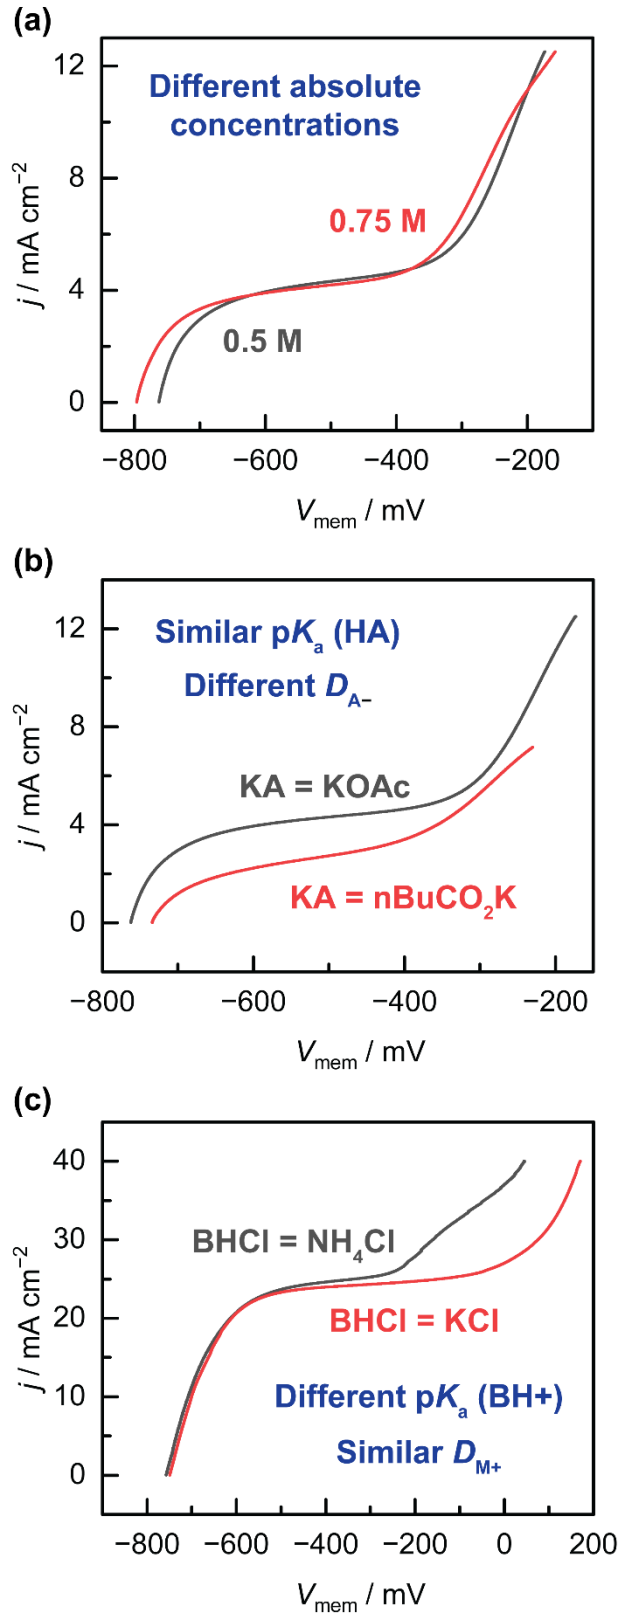 (a)
12
8
4
0
j / mA cm⁻²
Different absolute
concentrations
0.75 M
0.5 M
−800
−600
−400
−200
Vmem / mV
(b)
12
8
4
0
j / mA cm⁻²
Similar pKa (HA)
Different DA−
KA = KOAc
KA = nBuCO₂K
−800
−600
−400
−200
Vmem / mV
(c)
40
30
20
10
0
j / mA cm⁻²
BHCl = NH₄Cl
BHCl = KCl
Different pKa (BH+)
Similar DM+
−800
−600
−400
−200
0
200
Vmem / mV